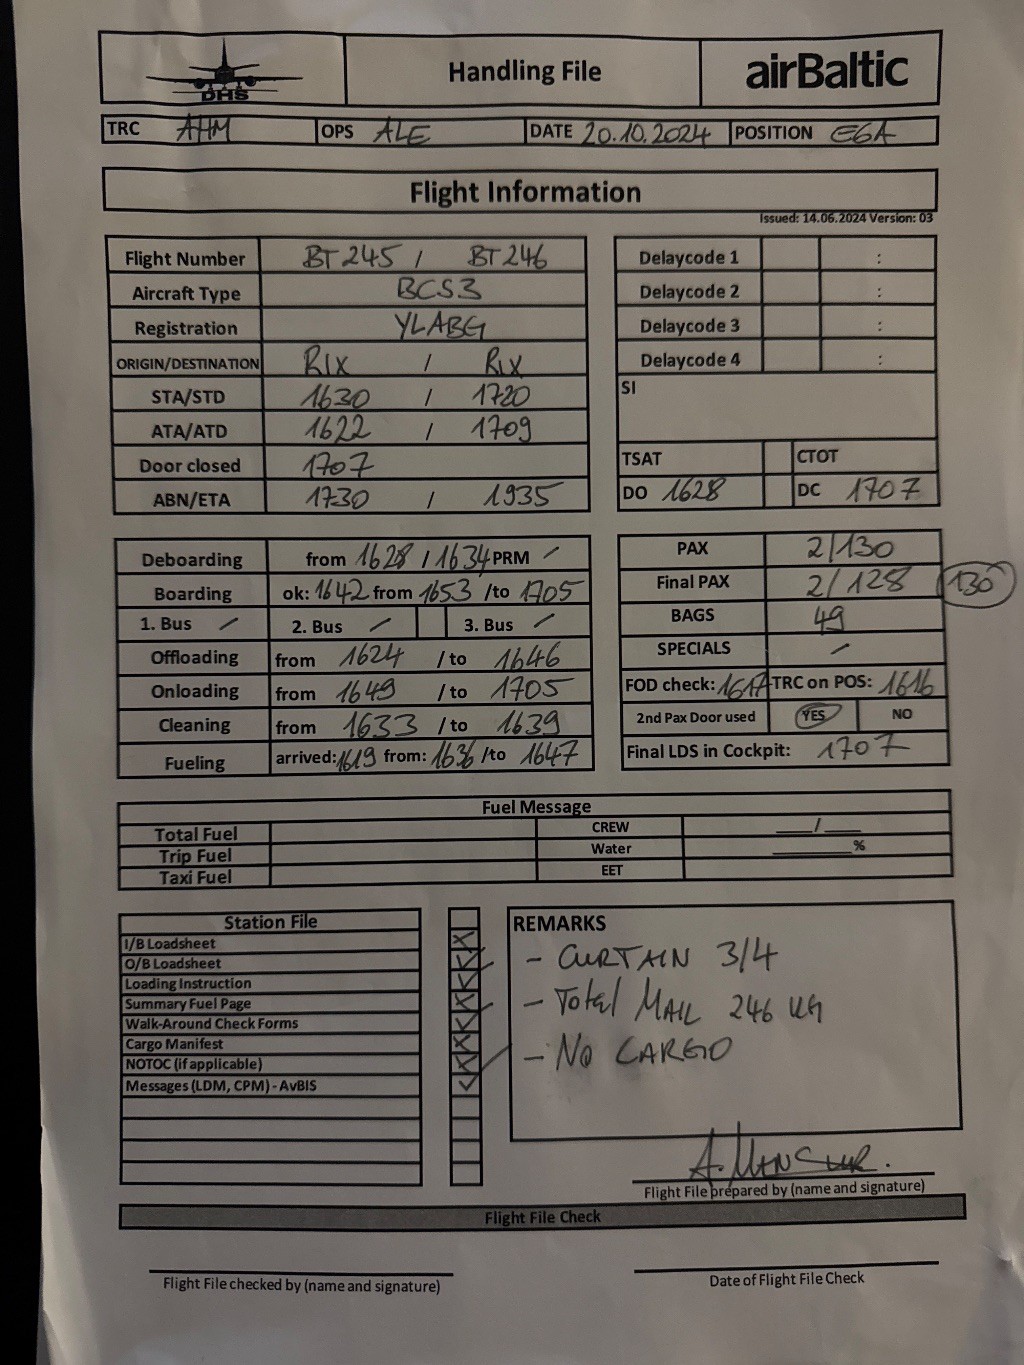 DHS
Handling File
airBaltic
TRC AHM OPS ALE DATE 20.10.2024 POSITION E6A
Flight Information
Issued: 14.06.2024 Version: 03
Flight Number BT 245 / BT 246
Aircraft Type BCS3
Registration YLABG
ORIGIN/DESTINATION RIX / RIX
STA/STD 1630 / 1720
ATA/ATD 1622 / 1709
Door closed 1707
ABN/ETA 1730 / 1935
Delaycode 1 :
Delaycode 2 :
Delaycode 3 :
Delaycode 4 :
SI
TSAT CTOT
DO 1628 DC 1707
Deboarding from 1628 / 1634 PRM /
Boarding ok: 1642 from 1653 /to 1705
1. Bus / 2. Bus / 3. Bus /
Offloading from 1624 / to 1646
Onloading from 1649 / to 1705
Cleaning from 1633 / to 1639
Fueling arrived: 1619 from: 1636 /to 1647
PAX 2/130
Final PAX 2/128 130
BAGS 49
SPECIALS /
FOD check: 1617 TRC on POS: 1616
2nd Pax Door used YES NO
Final LDS in Cockpit: 1707
Fuel Message
Total Fuel CREW ___/___
Trip Fuel Water ______%
Taxi Fuel EET
Station File
I/B Loadsheet
O/B Loadsheet
Loading Instruction
Summary Fuel Page
Walk-Around Check Forms
Cargo Manifest
NOTOC (if applicable)
Messages (LDM, CPM) - AvBIS
REMARKS
- CURTAIN 3/4
- Total MAIL 246 KG
- NO CARGO
A. MANSUR.
Flight File prepared by (name and signature)
Flight File Check
Flight File checked by (name and signature)
Date of Flight File Check